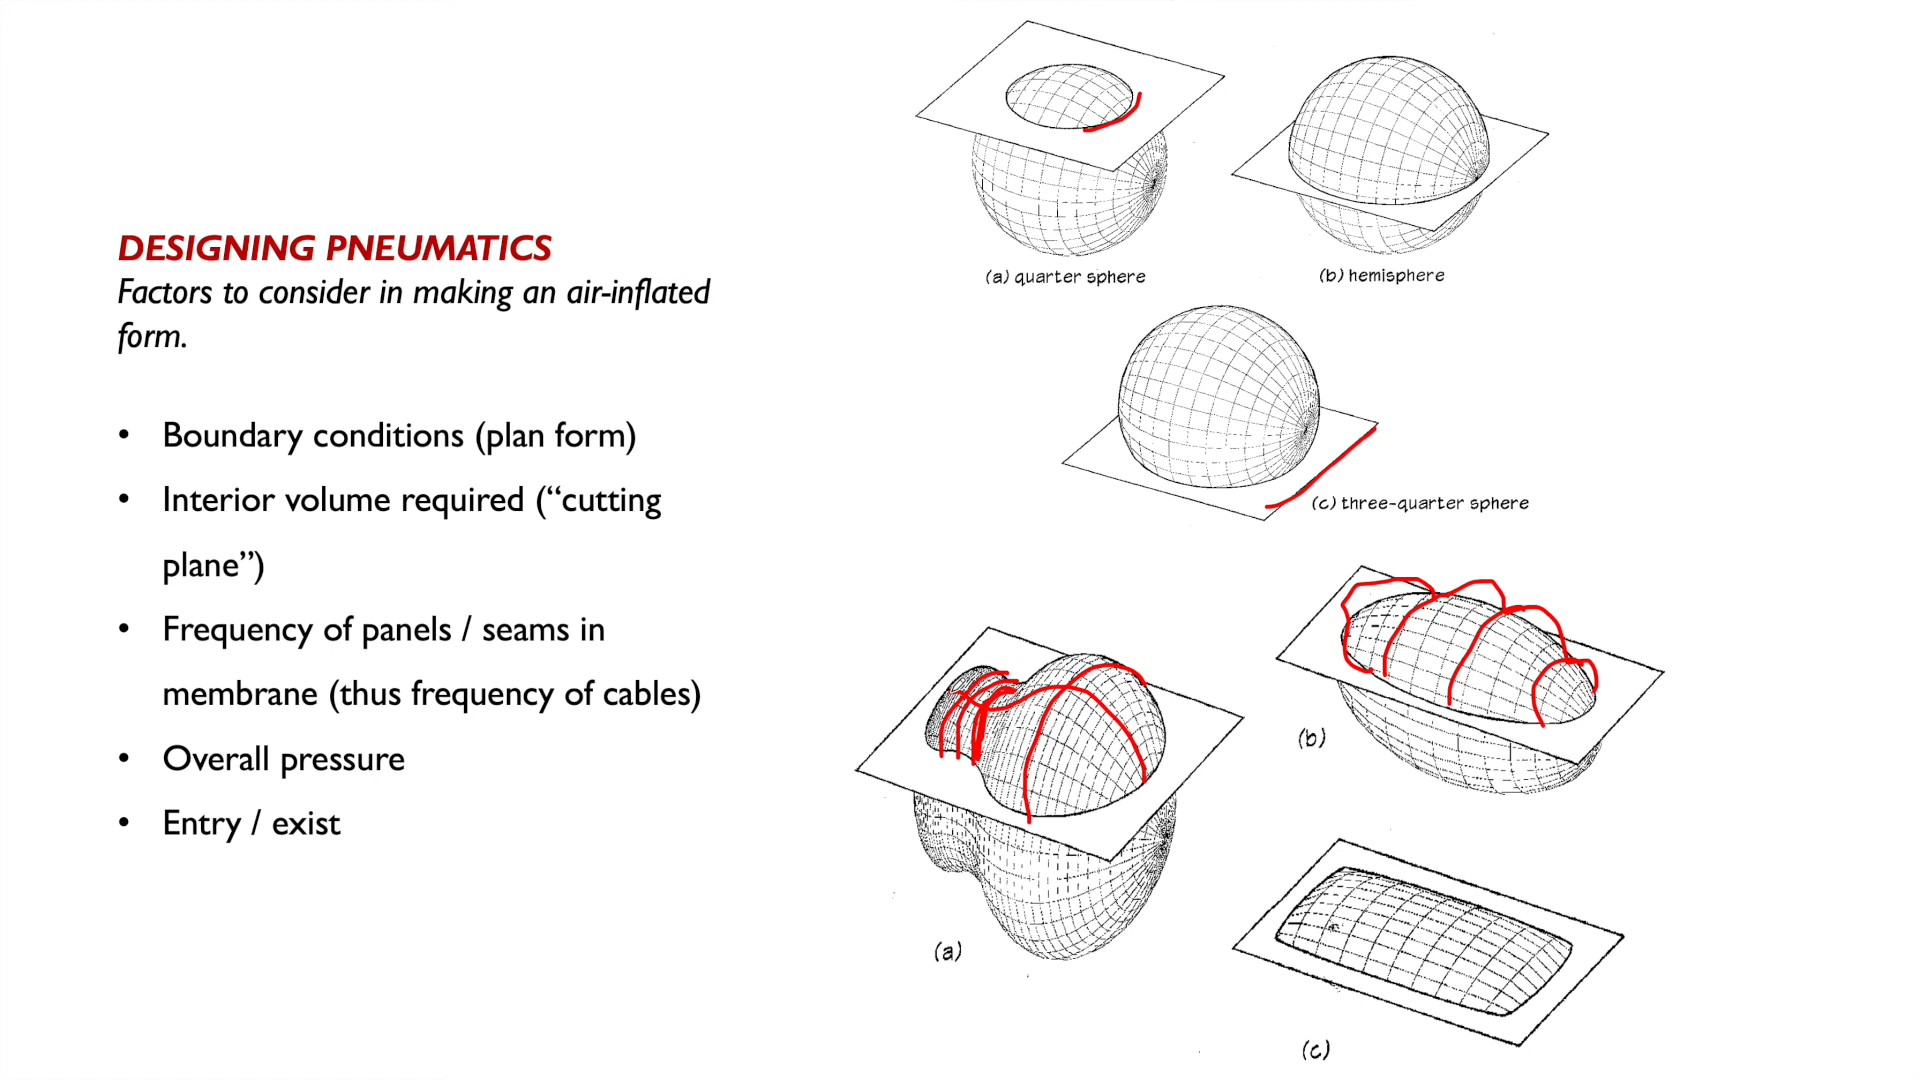 DESIGNING PNEUMATICS
Factors to consider in making an air-inflated
form.
• Boundary conditions (plan form)
• Interior volume required (“cutting
plane”)
• Frequency of panels / seams in
membrane (thus frequency of cables)
• Overall pressure
• Entry / exist
(a) quarter sphere
(b) hemisphere
(c) three-quarter sphere
(a)
(b)
(c)